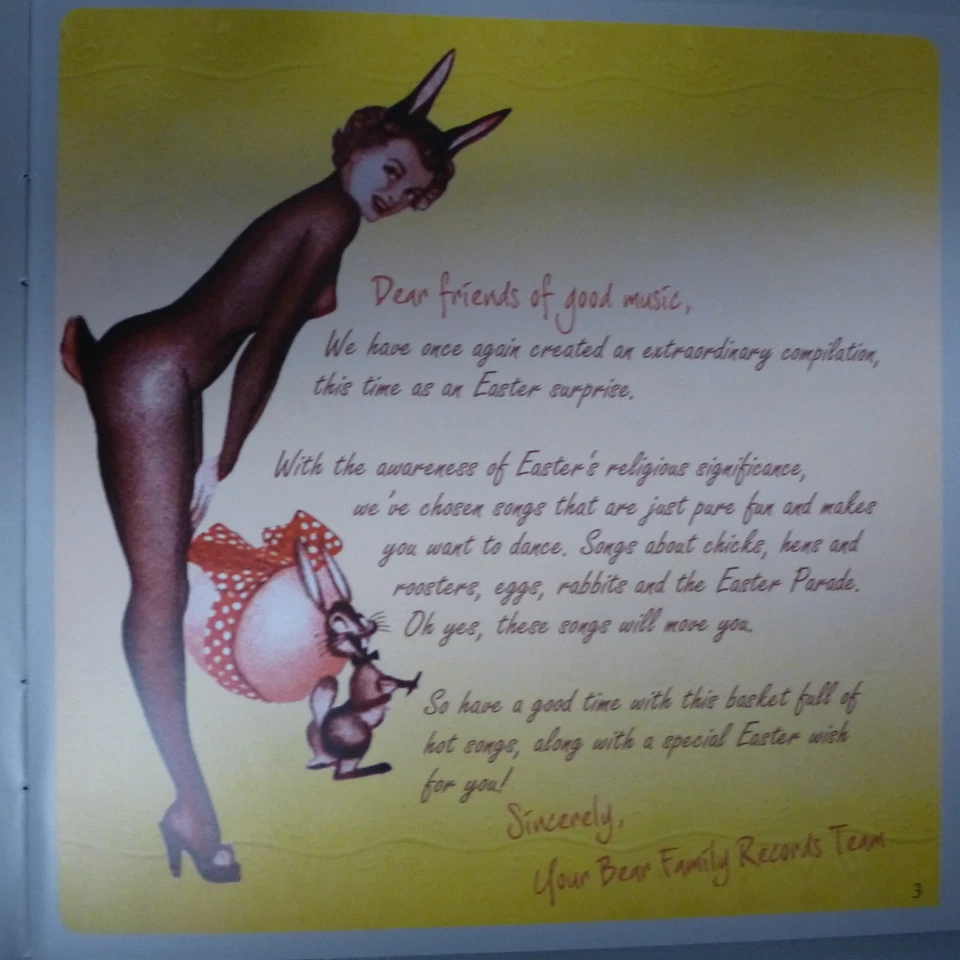 Dear friends of good music,
We have once again created an extraordinary compilation,
this time as an Easter surprise.
With the awareness of Easter's religious significance,
we've chosen songs that are just pure fun and makes
you want to dance. Songs about chicks, hens and
roosters, eggs, rabbits and the Easter Parade.
Oh yes, these songs will move you.
So have a good time with this basket full of
hot songs, along with a special Easter wish
for you!
Sincerely,
Your Bear Family Records Team
3